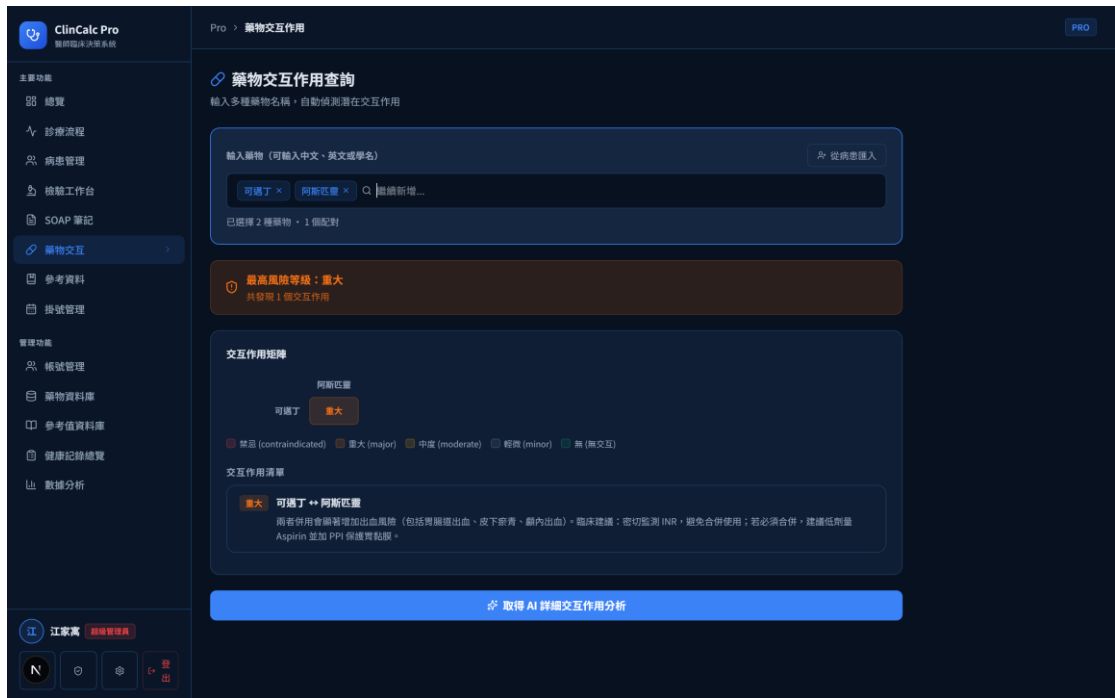 ClinCalc Pro
醫師臨床決策系統
主要功能
總覽
診療流程
病患管理
檢驗工作台
SOAP 筆記
藥物交互
參考資料
掛號管理
管理功能
帳號管理
藥物資料庫
參考值資料庫
健康記錄總覽
數據分析
江
江家寓 超級管理員
N
登出
Pro > 藥物交互作用
PRO
藥物交互作用查詢
輸入多種藥物名稱，自動偵測潛在交互作用
輸入藥物（可輸入中文、英文或學名）
從病患匯入
可邁丁 × 阿斯匹靈 × 繼續新增...
已選擇 2 種藥物 · 1 個配對
最高風險等級：重大
共發現 1 個交互作用
交互作用矩陣
阿斯匹靈
可邁丁 重大
禁忌 (contraindicated) 重大 (major) 中度 (moderate) 輕微 (minor) 無 (無交互)
交互作用清單
重大 可邁丁 ↔ 阿斯匹靈
兩者併用會顯著增加出血風險（包括胃腸道出血、皮下瘀青、顱內出血）。臨床建議：密切監測 INR，避免合併使用；若必須合併，建議低劑量
Aspirin 並加 PPI 保護胃黏膜。
取得 AI 詳細交互作用分析